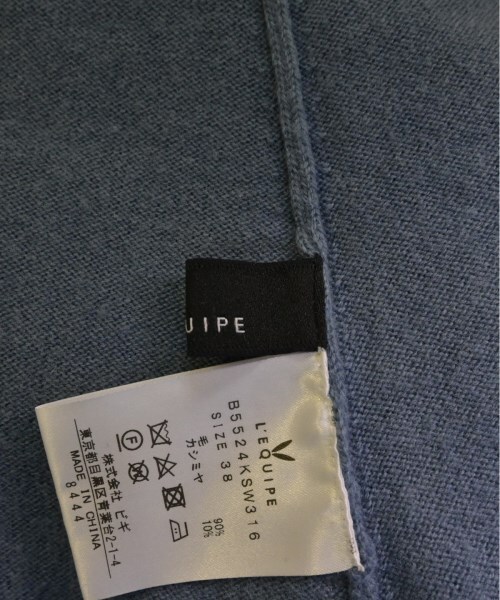 UIPE
L'EQUIPE
B5524KSW316
SIZE 38
毛 90%
カシミヤ 10%
株式会社 ビギ
東京都目黒区青葉台2-1-4
MADE IN CHINA
8444